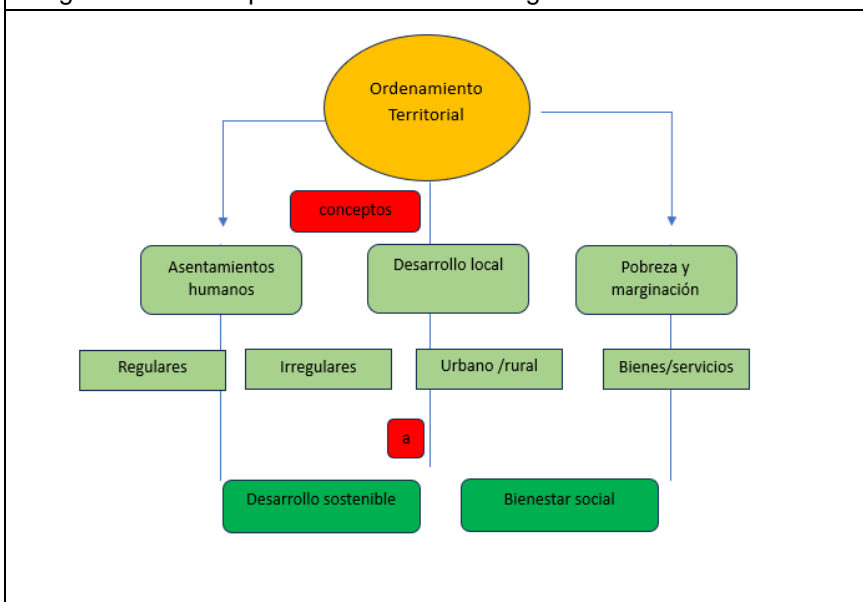 Ordenamiento
Territorial
conceptos
Asentamientos
humanos
Desarrollo local
Pobreza y
marginación
Regulares
Irregulares
Urbano /rural
Bienes/servicios
a
Desarrollo sostenible
Bienestar social